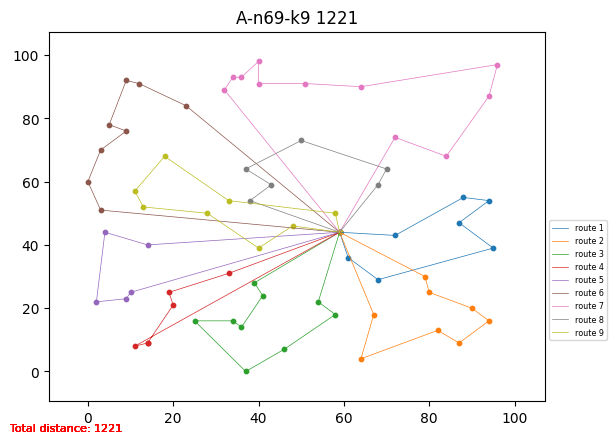 A-n69-k9 1221
100
80
60
40
20
0
0 20 40 60 80 100
route 1
route 2
route 3
route 4
route 5
route 6
route 7
route 8
route 9
Total distance: 1221